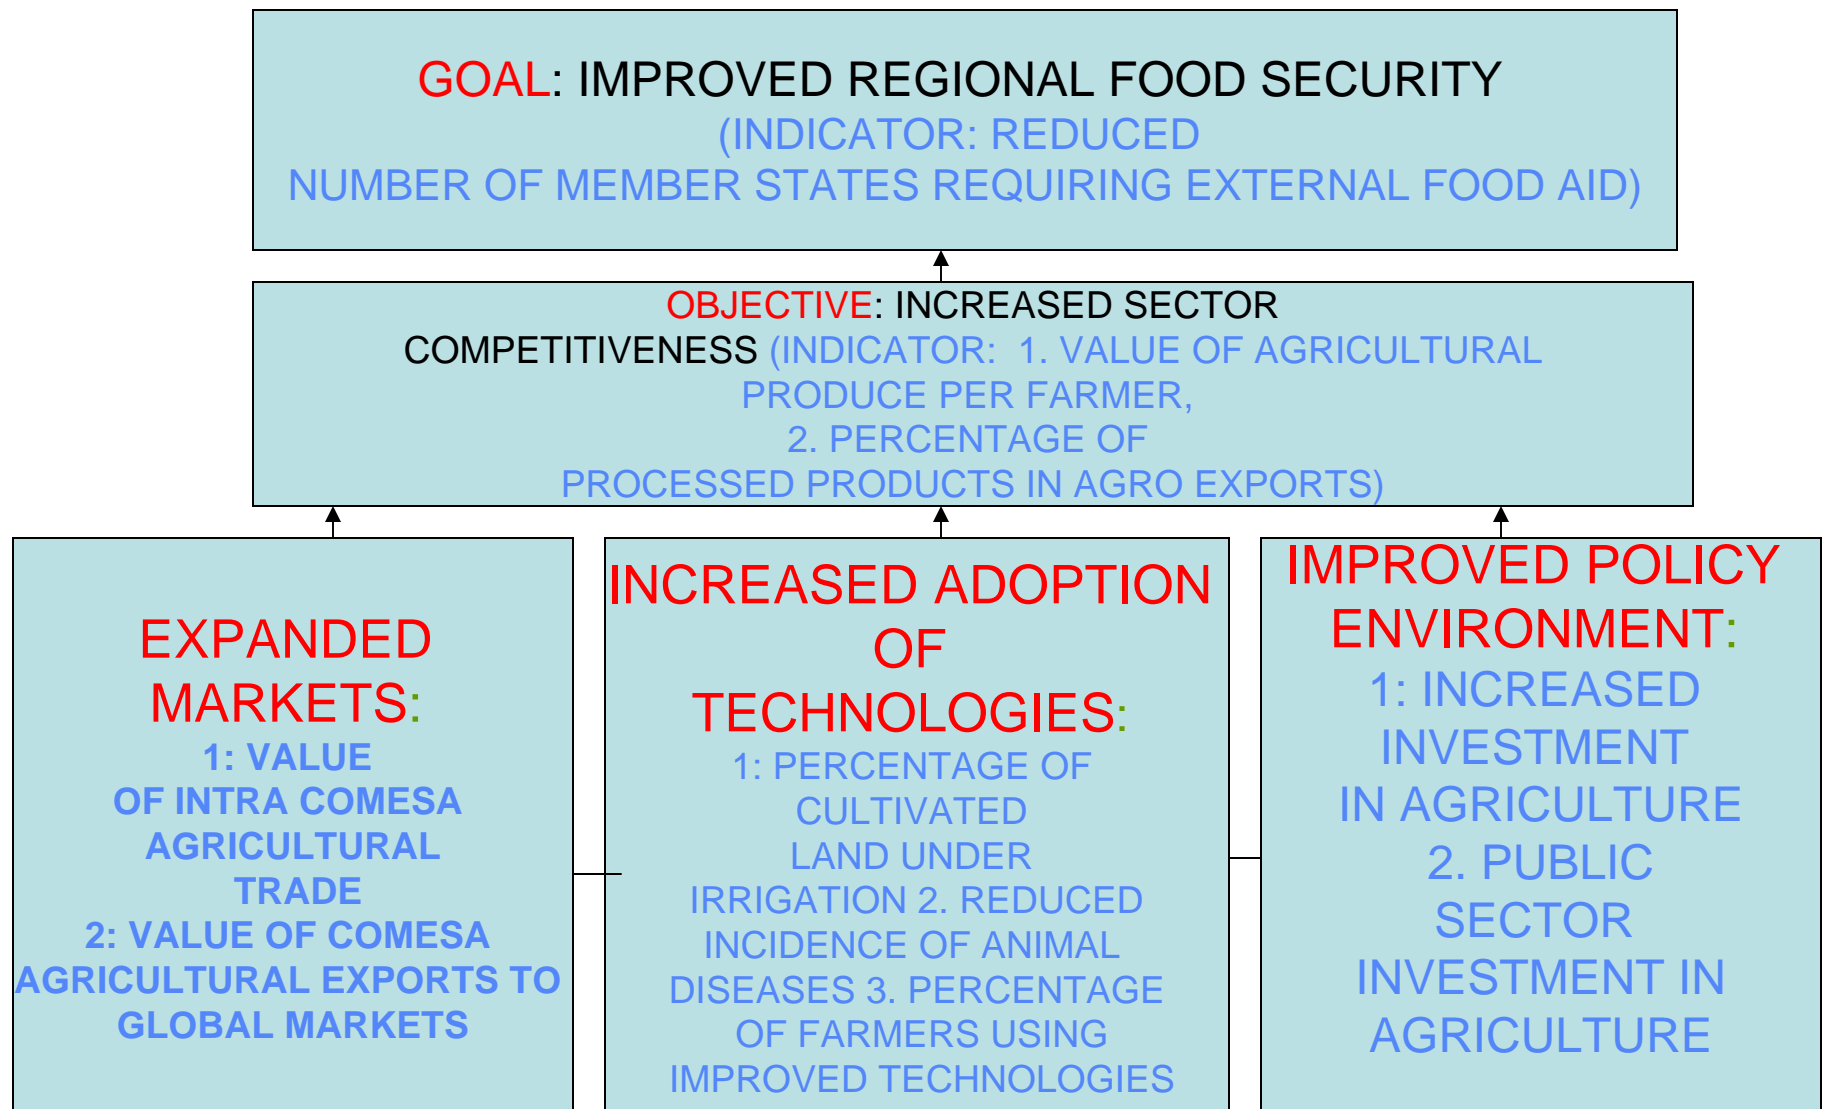 GOAL: IMPROVED REGIONAL FOOD SECURITY
(INDICATOR: REDUCED
NUMBER OF MEMBER STATES REQUIRING EXTERNAL FOOD AID)
OBJECTIVE: INCREASED SECTOR
COMPETITIVENESS (INDICATOR: 1. VALUE OF AGRICULTURAL
PRODUCE PER FARMER,
2. PERCENTAGE OF
PROCESSED PRODUCTS IN AGRO EXPORTS)
EXPANDED
MARKETS:
1: VALUE
OF INTRA COMESA
AGRICULTURAL
TRADE
2: VALUE OF COMESA
AGRICULTURAL EXPORTS TO
GLOBAL MARKETS
INCREASED ADOPTION
OF
TECHNOLOGIES:
1: PERCENTAGE OF
CULTIVATED
LAND UNDER
IRRIGATION 2. REDUCED
INCIDENCE OF ANIMAL
DISEASES 3. PERCENTAGE
OF FARMERS USING
IMPROVED TECHNOLOGIES
IMPROVED POLICY
ENVIRONMENT:
1: INCREASED
INVESTMENT
IN AGRICULTURE
2. PUBLIC
SECTOR
INVESTMENT IN
AGRICULTURE